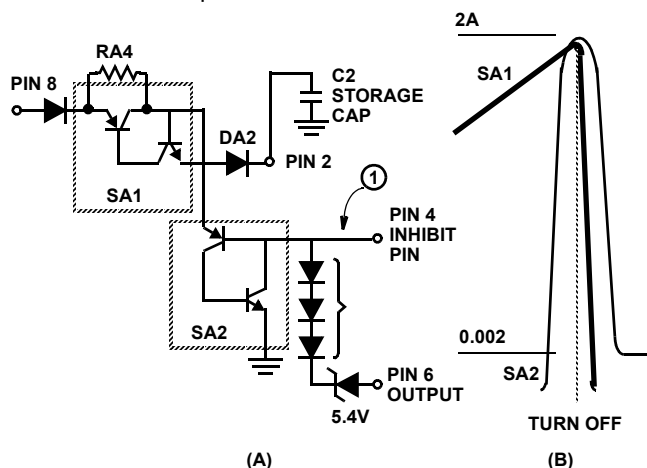 RA4
PIN 8
C2
STORAGE
CAP
DA2
PIN 2
SA1
1
PIN 4
INHIBIT
PIN
SA2
PIN 6
OUTPUT
5.4V
(A)
2A
SA1
0.002
SA2
TURN OFF
(B)